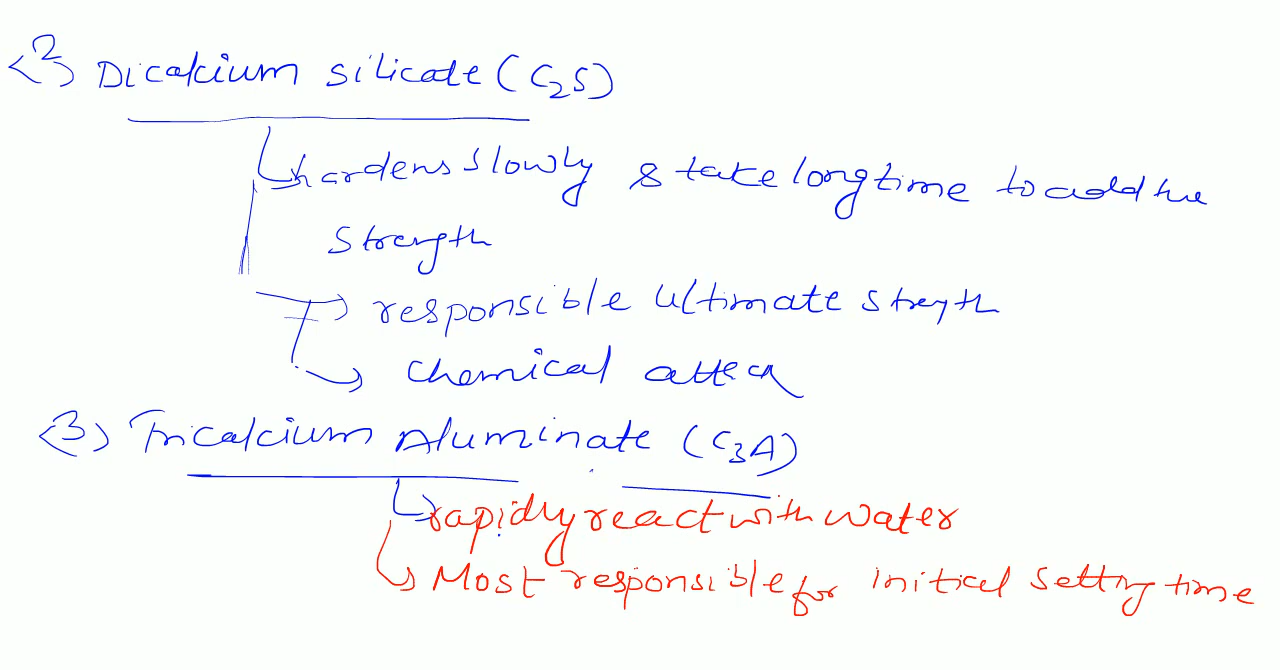 <2> Dicalcium silicate (C₂S)
hardens slowly & take long time to add the
strength
responsible ultimate strength
chemical attack
<3> Tricalcium Aluminate (C₃A)
rapidly react with water
Most responsible for initial setting time